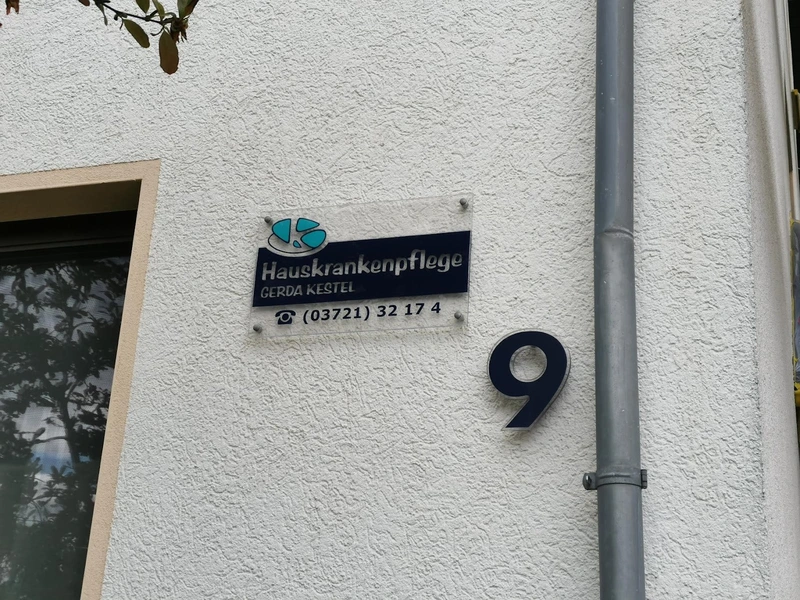 Hauskrankenpflege
GERDA KESTEL
☎ (03721) 32 17 4
9